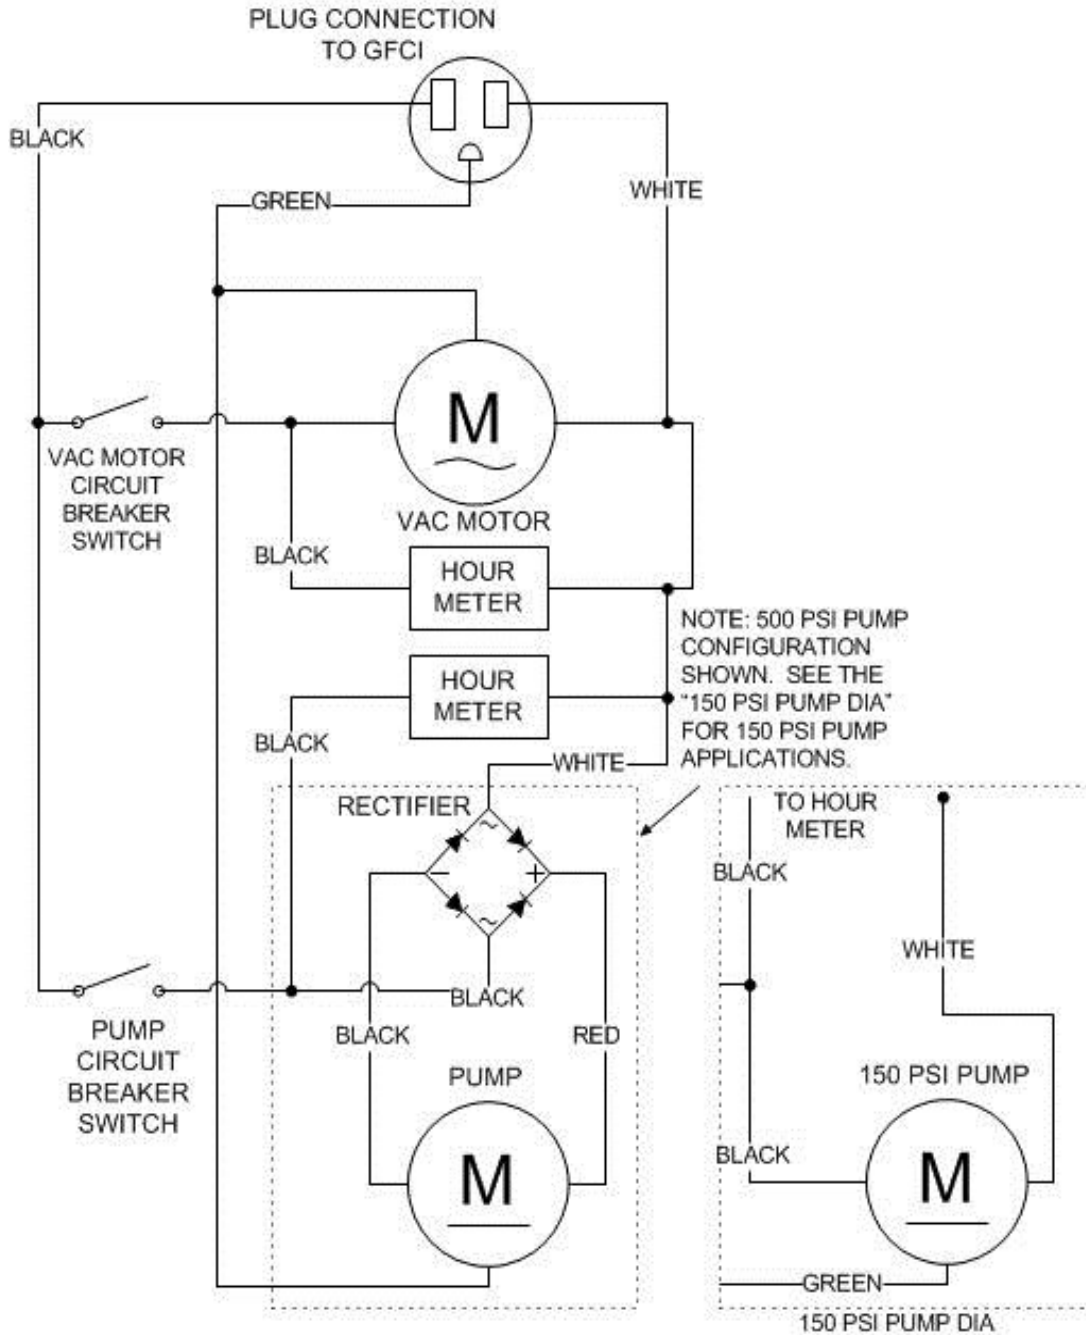 PLUG CONNECTION
TO GFCI
BLACK
WHITE
GREEN
M
VAC MOTOR
CIRCUIT
BREAKER
SWITCH
VAC MOTOR
BLACK
HOUR
METER
HOUR
METER
BLACK
NOTE: 500 PSI PUMP
CONFIGURATION
SHOWN. SEE THE
"150 PSI PUMP DIA"
FOR 150 PSI PUMP
APPLICATIONS.
WHITE
RECTIFIER
~
−
+
~
BLACK
BLACK
RED
PUMP
CIRCUIT
BREAKER
SWITCH
PUMP
M
TO HOUR
METER
BLACK
WHITE
150 PSI PUMP
BLACK
M
GREEN
150 PSI PUMP DIA